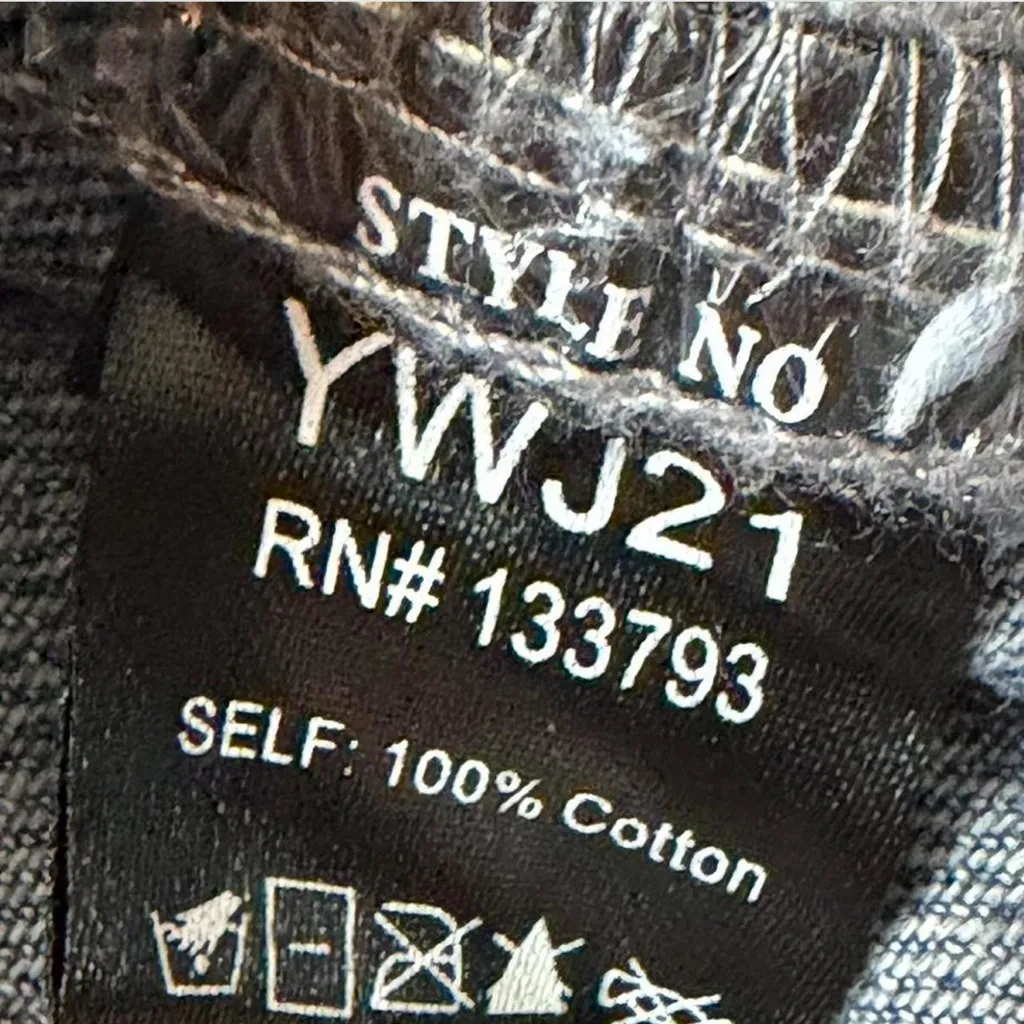 STYLE NO
YWJ21
RN# 133793
SELF: 100% Cotton